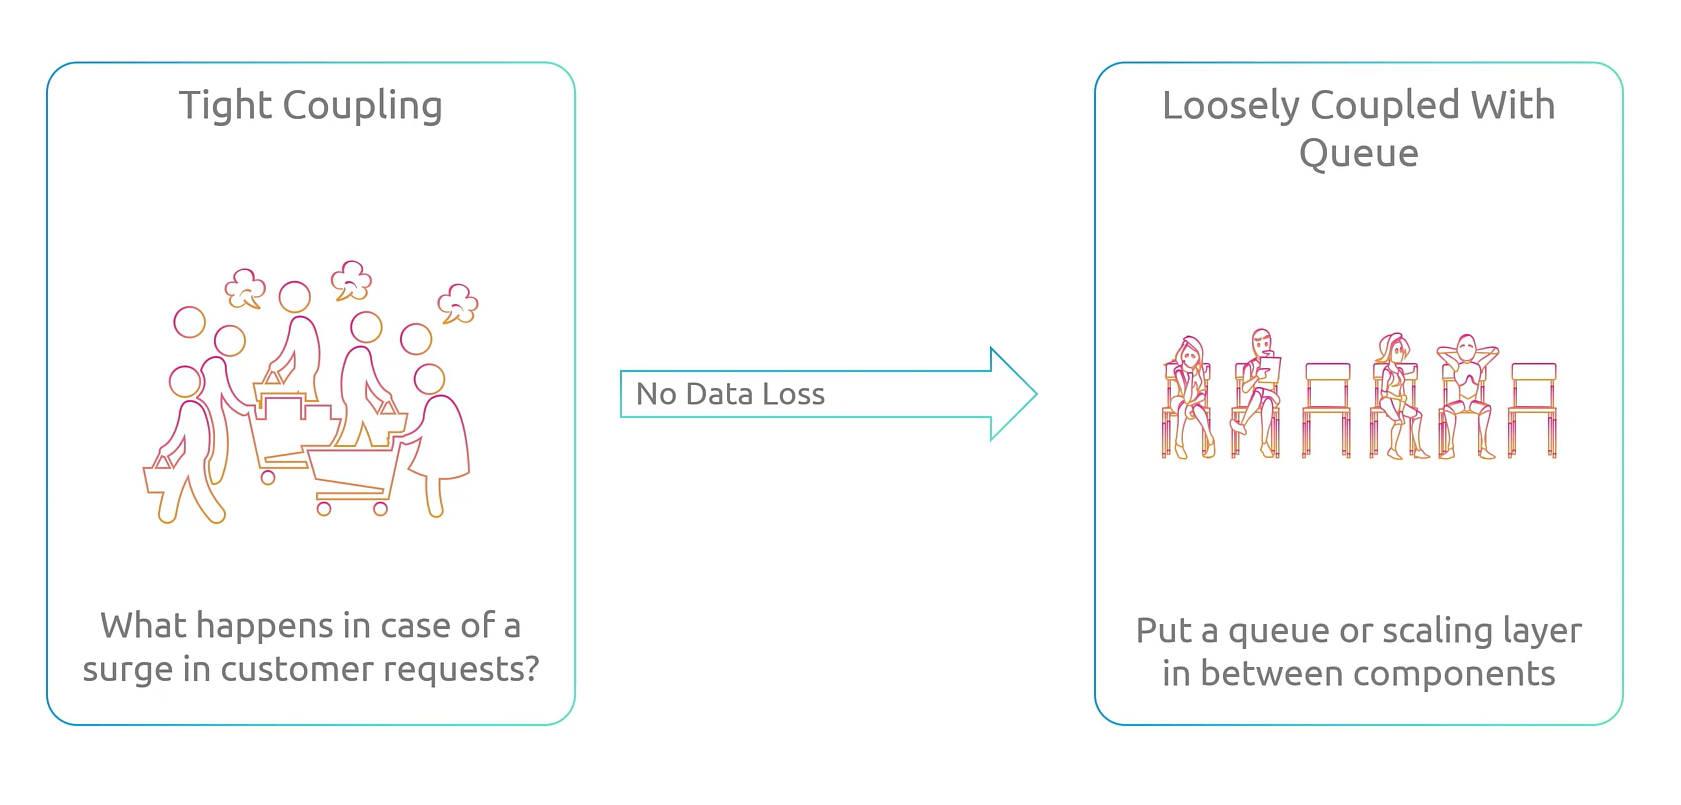 Tight Coupling
What happens in case of a
surge in customer requests?
No Data Loss
Loosely Coupled With
Queue
Put a queue or scaling layer
in between components